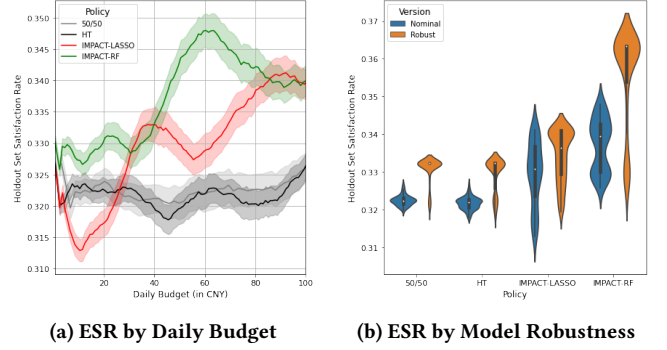 Policy
50/50
HT
IMPACT-LASSO
IMPACT-RF
0.350
0.345
0.340
0.335
0.330
0.325
0.320
0.315
0.310
20
40
60
80
100
Holdout Set Satisfaction Rate
Daily Budget (in CNY)
(a) ESR by Daily Budget
Version
Nominal
Robust
0.37
0.36
0.35
0.34
0.33
0.32
0.31
50/50
HT
IMPACT-LASSO
IMPACT-RF
Holdout Set Satisfaction Rate
Policy
(b) ESR by Model Robustness